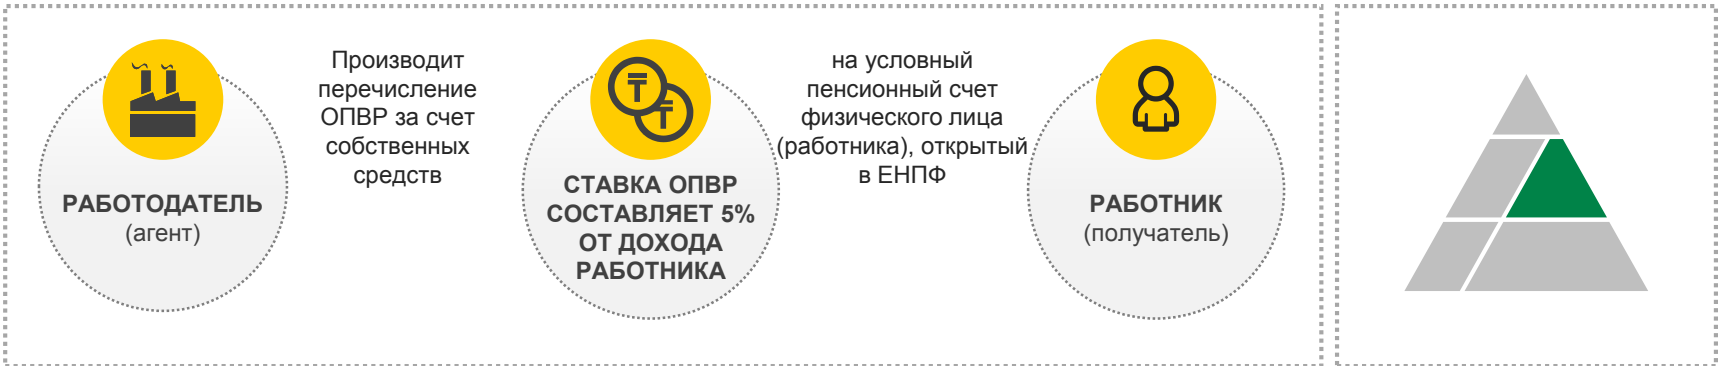 РАБОТОДАТЕЛЬ
(агент)
Производит
перечисление
ОПВР за счет
собственных
средств
СТАВКА ОПВР
СОСТАВЛЯЕТ 5%
ОТ ДОХОДА
РАБОТНИКА
на условный
пенсионный счет
физического лица
(работника), открытый
в ЕНПФ
РАБОТНИК
(получатель)